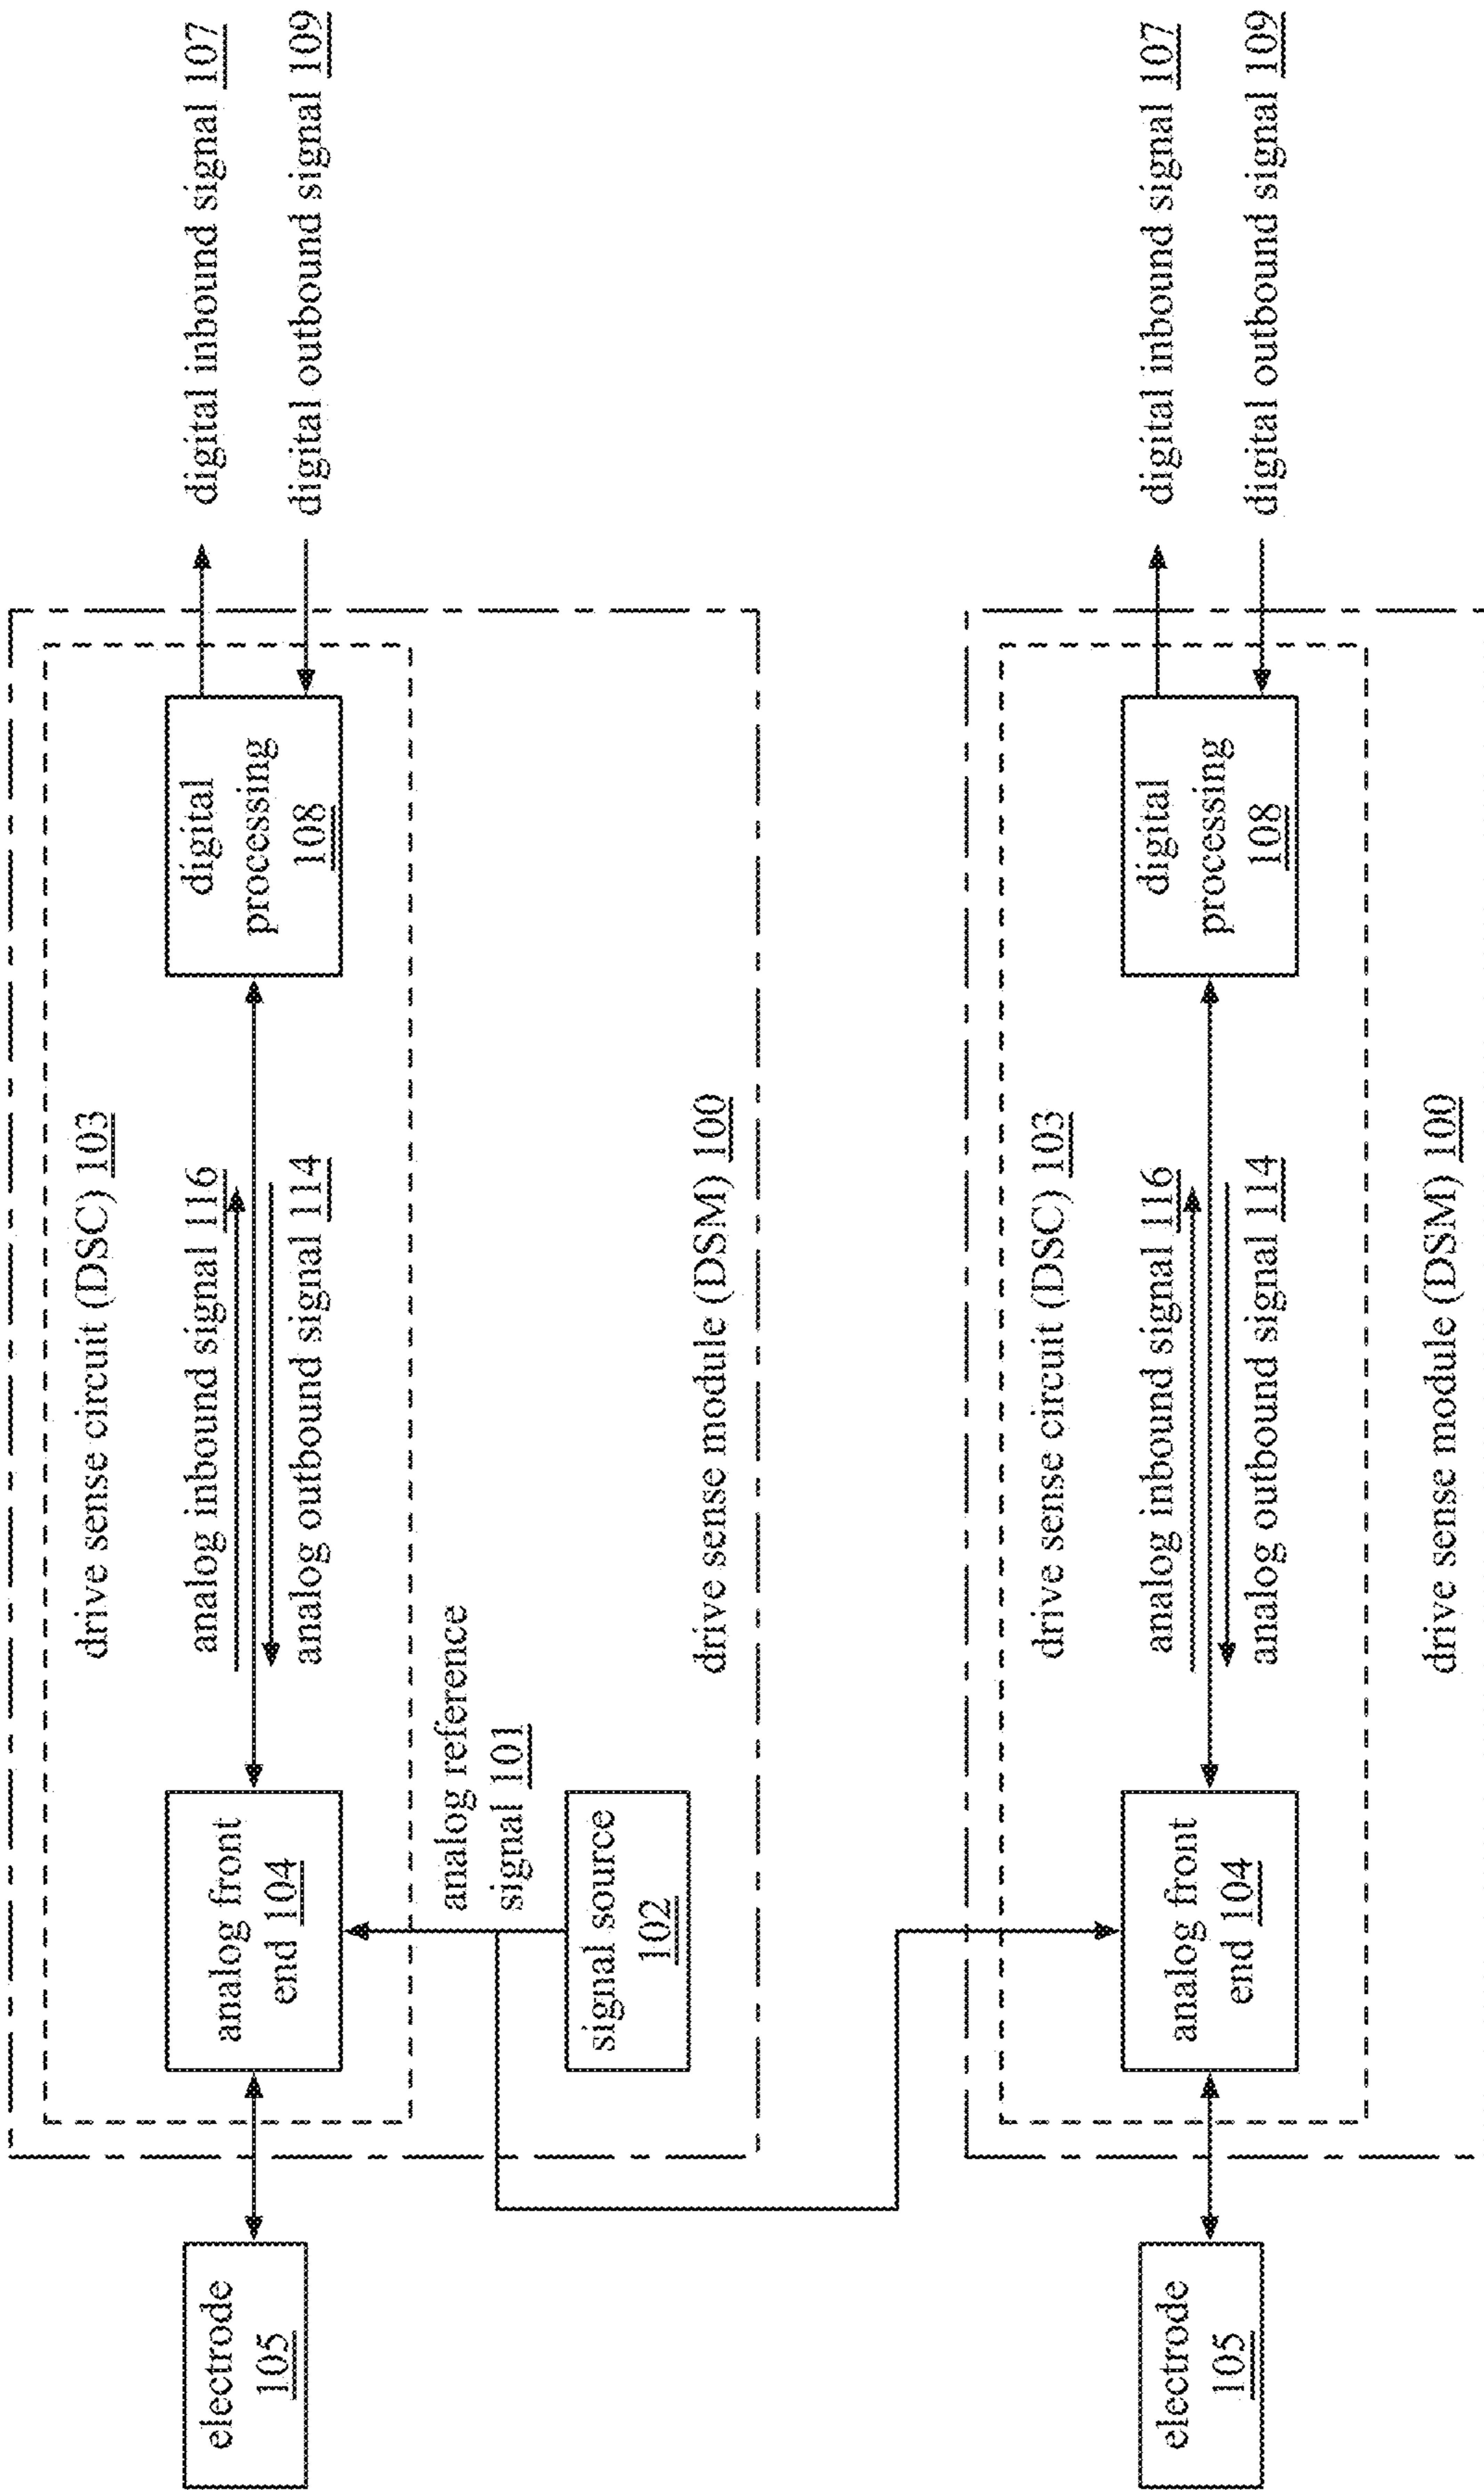 drive sense circuit (DSC) 103
electrode
105
analog front
end 104
analog inbound signal 116
analog outbound signal 114
digital
processing
108
digital inbound signal 107
digital outbound signal 109
analog reference
signal 101
signal source
102
drive sense module (DSM) 100
drive sense circuit (DSC) 103
electrode
105
analog front
end 104
analog inbound signal 116
analog outbound signal 114
digital
processing
108
digital inbound signal 107
digital outbound signal 109
drive sense module (DSM) 100